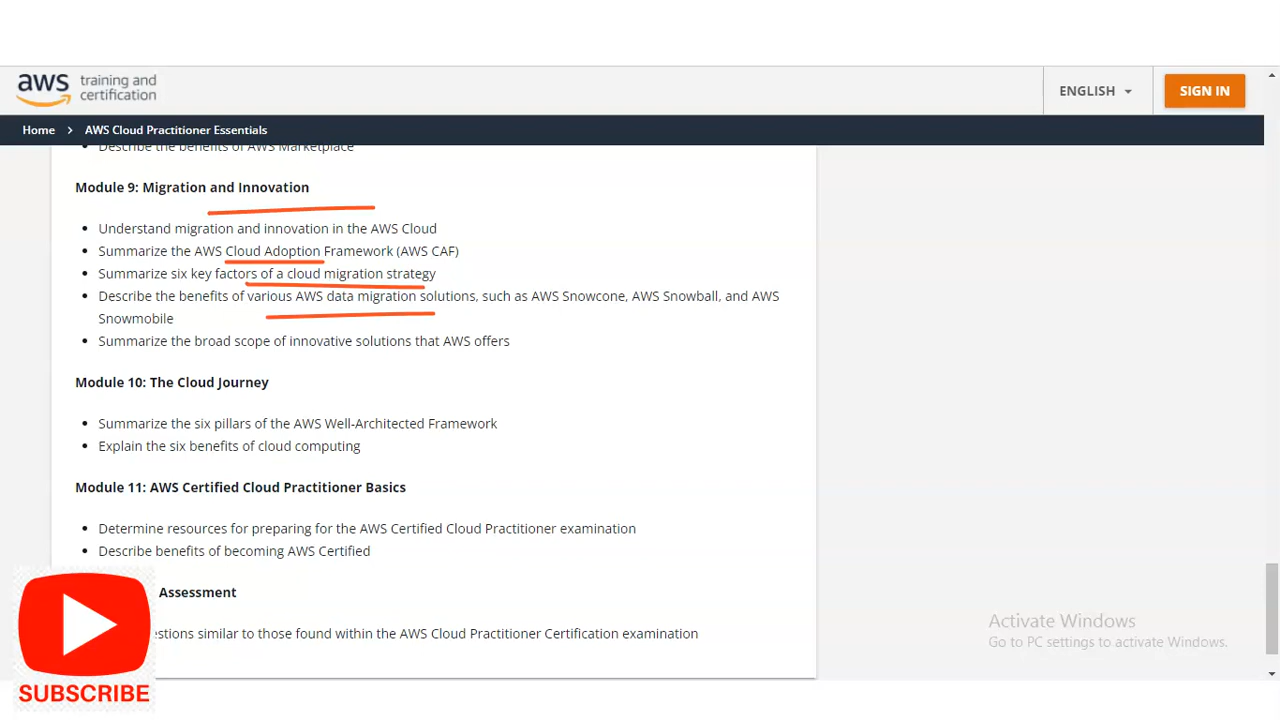 aws training and certification
ENGLISH
SIGN IN
Home > AWS Cloud Practitioner Essentials
Describe the benefits of AWS Marketplace
Module 9: Migration and Innovation
• Understand migration and innovation in the AWS Cloud
• Summarize the AWS Cloud Adoption Framework (AWS CAF)
• Summarize six key factors of a cloud migration strategy
• Describe the benefits of various AWS data migration solutions, such as AWS Snowcone, AWS Snowball, and AWS
Snowmobile
• Summarize the broad scope of innovative solutions that AWS offers
Module 10: The Cloud Journey
• Summarize the six pillars of the AWS Well-Architected Framework
• Explain the six benefits of cloud computing
Module 11: AWS Certified Cloud Practitioner Basics
• Determine resources for preparing for the AWS Certified Cloud Practitioner examination
• Describe benefits of becoming AWS Certified
Assessment
similar to those found within the AWS Cloud Practitioner Certification examination
SUBSCRIBE
Activate Windows
Go to PC settings to activate Windows.